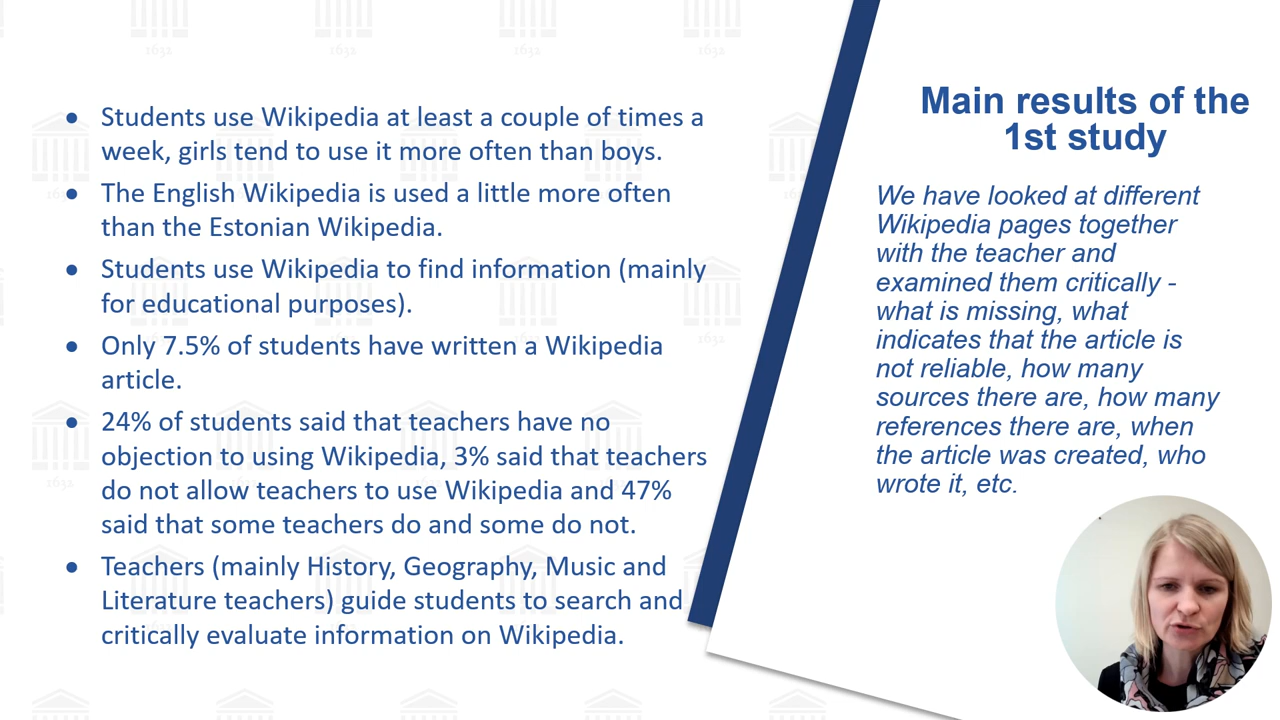 Students use Wikipedia at least a couple of times a
week, girls tend to use it more often than boys.
The English Wikipedia is used a little more often
than the Estonian Wikipedia.
Students use Wikipedia to find information (mainly
for educational purposes).
Only 7.5% of students have written a Wikipedia
article.
24% of students said that teachers have no
objection to using Wikipedia, 3% said that teachers
do not allow teachers to use Wikipedia and 47%
said that some teachers do and some do not.
Teachers (mainly History, Geography, Music and
Literature teachers) guide students to search and
critically evaluate information on Wikipedia.
Main results of the
1st study
We have looked at different
Wikipedia pages together
with the teacher and
examined them critically -
what is missing, what
indicates that the article is
not reliable, how many
sources there are, how many
references there are, when
the article was created, who
wrote it, etc.
1632
1632
1632
1632